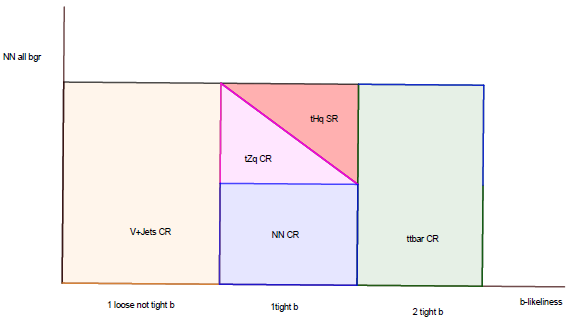 NN all bgr
tHq SR
tZq CR
V+Jets CR
NN CR
ttbar CR
1 loose not tight b
1tight b
2 tight b
b-likeliness